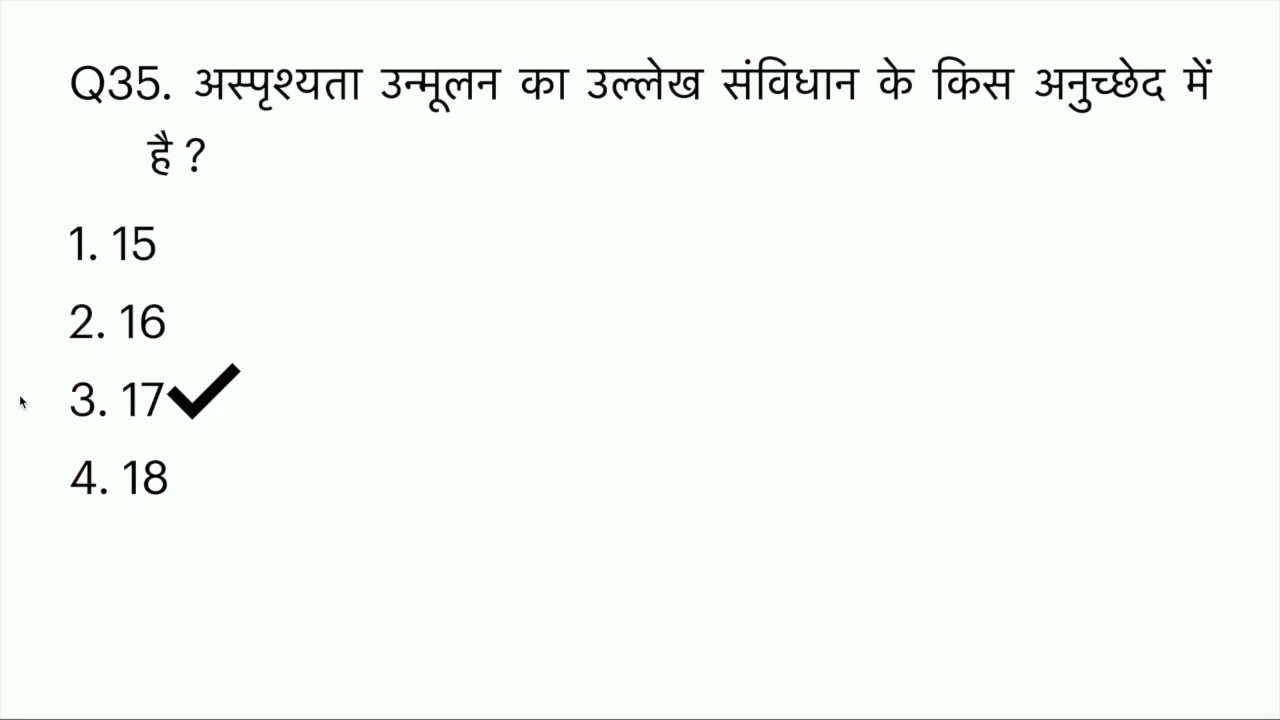 Q35. अस्पृश्यता उन्मूलन का उल्लेख संविधान के किस अनुच्छेद में
है ?
1. 15
2. 16
3. 17✔
4. 18